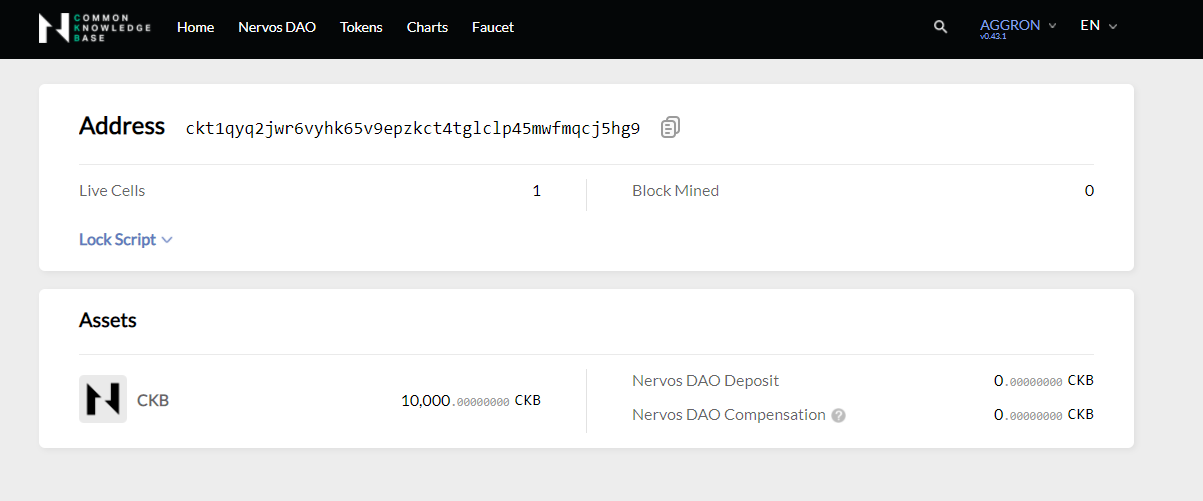 COMMON
KNOWLEDGE
BASE
Home Nervos DAO Tokens Charts Faucet AGGRON EN
v0.43.1
Address ckt1qyq2jwr6vyhk65v9epzkct4tglclp45mwfmqcj5hg9
Live Cells 1 Block Mined 0
Lock Script
Assets
CKB 10,000.00000000 CKB
Nervos DAO Deposit 0.00000000 CKB
Nervos DAO Compensation ? 0.00000000 CKB